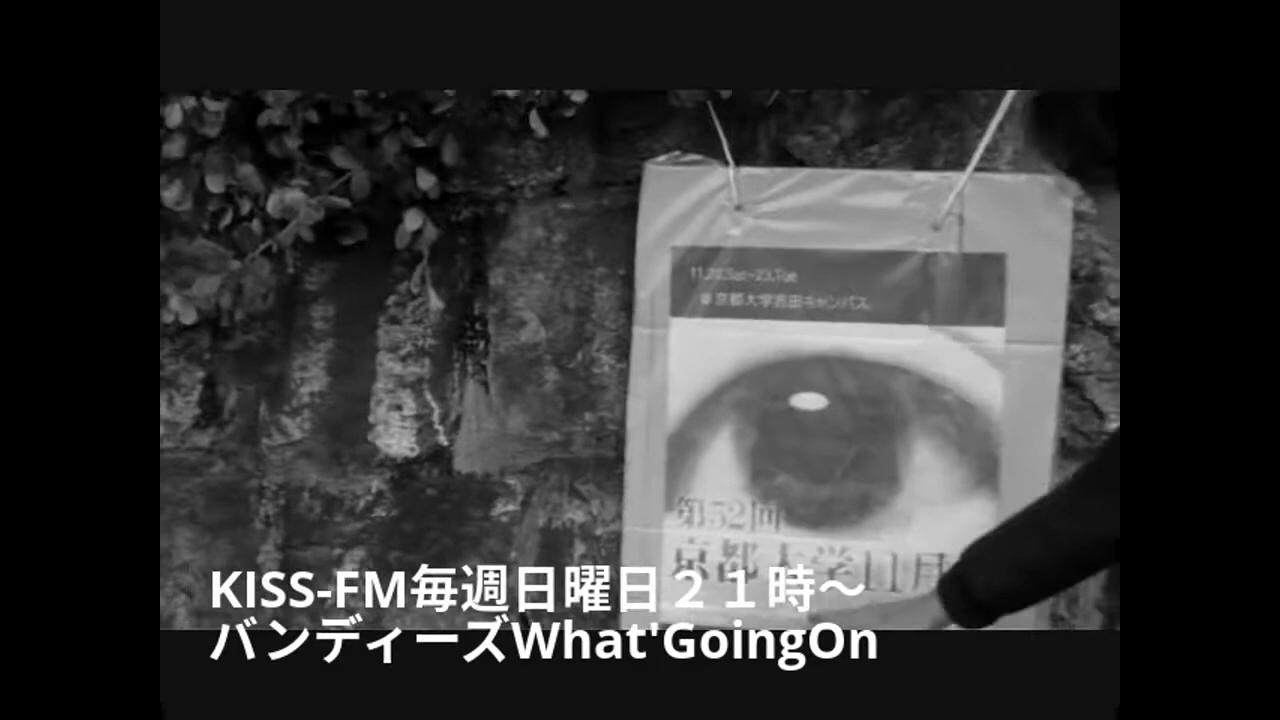 11.20.Sat~23.Tue
@京都大学吉田キャンパス
第52回
京都大学11月
KISS-FM毎週日曜日２１時～
バンディーズWhat'GoingOn